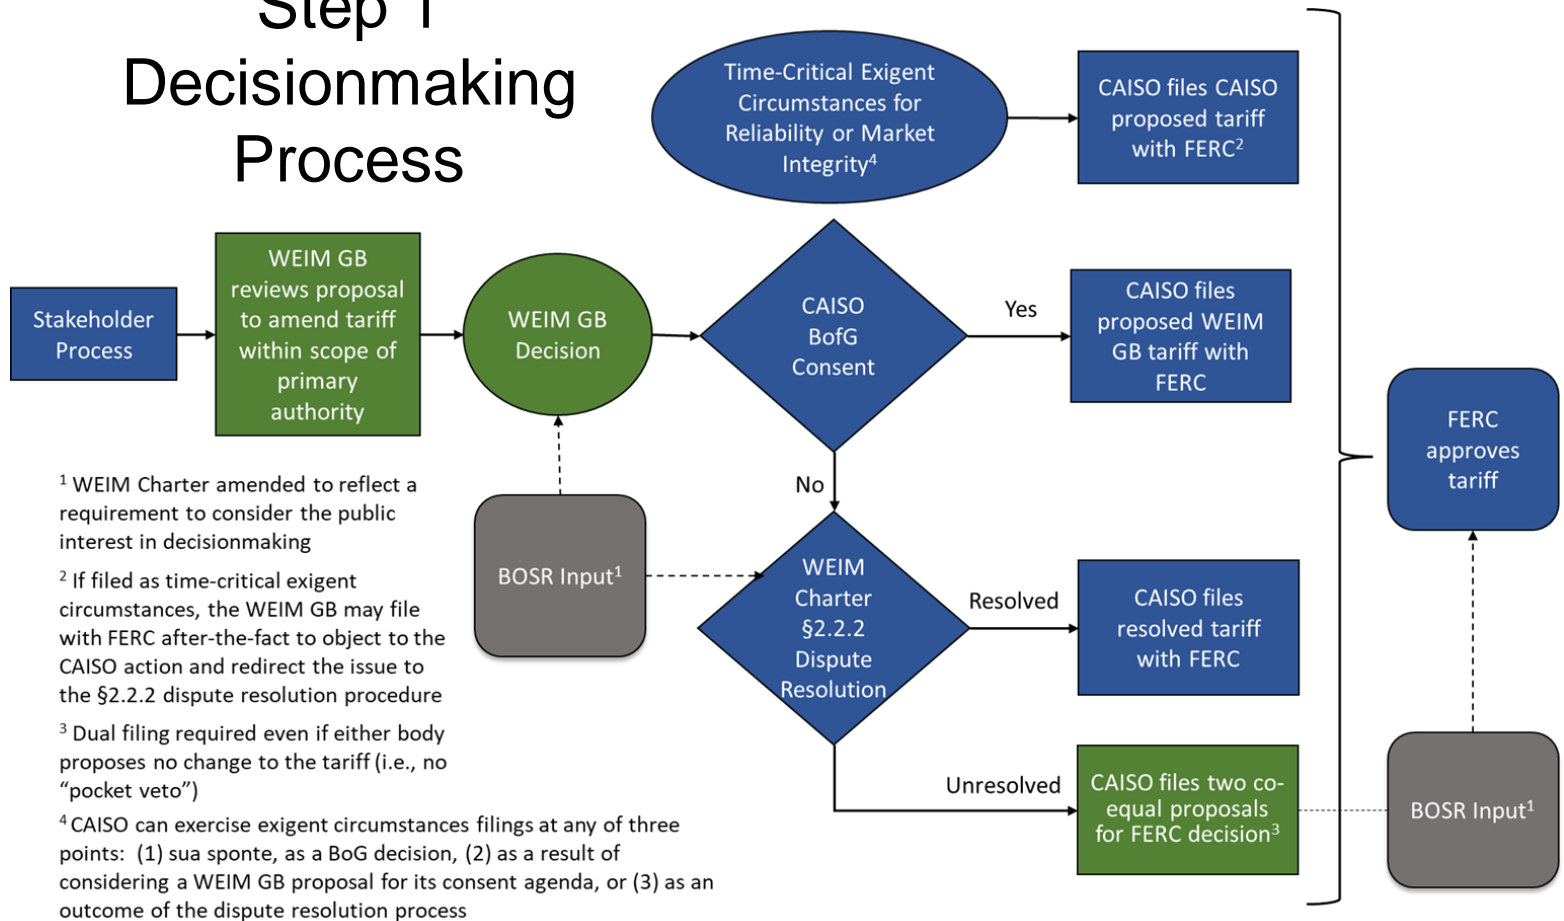 Step 1
Decisionmaking
Process
Time-Critical Exigent
Circumstances for
Reliability or Market
Integrity4
CAISO files CAISO
proposed tariff
with FERC2
Stakeholder
Process
WEIM GB
reviews proposal
to amend tariff
within scope of
primary
authority
WEIM GB
Decision
CAISO
BofG
Consent
Yes
CAISO files
proposed WEIM
GB tariff with
FERC
FERC
approves
tariff
No
BOSR Input1
WEIM
Charter
§2.2.2
Dispute
Resolution
Resolved
CAISO files
resolved tariff
with FERC
Unresolved
CAISO files two co-
equal proposals
for FERC decision3
BOSR Input1
1 WEIM Charter amended to reflect a
requirement to consider the public
interest in decisionmaking
2 If filed as time-critical exigent
circumstances, the WEIM GB may file
with FERC after-the-fact to object to the
CAISO action and redirect the issue to
the §2.2.2 dispute resolution procedure
3 Dual filing required even if either body
proposes no change to the tariff (i.e., no
“pocket veto”)
4 CAISO can exercise exigent circumstances filings at any of three
points:  (1) sua sponte, as a BoG decision, (2) as a result of
considering a WEIM GB proposal for its consent agenda, or (3) as an
outcome of the dispute resolution process